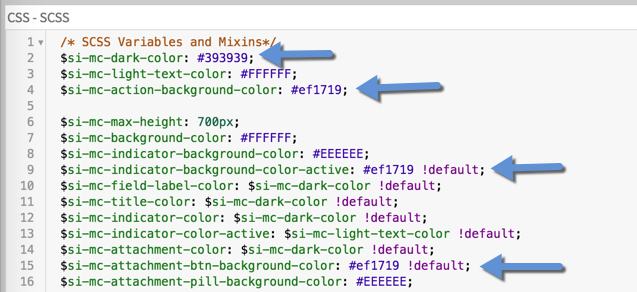 CSS - SCSS
1 /* SCSS Variables and Mixins*/
2 $si-mc-dark-color: #393939;
3 $si-mc-light-text-color: #FFFFFF;
4 $si-mc-action-background-color: #ef1719;
5
6 $si-mc-max-height: 700px;
7 $si-mc-background-color: #FFFFFF;
8 $si-mc-indicator-background-color: #EEEEEE;
9 $si-mc-indicator-background-color-active: #ef1719 !default;
10 $si-mc-field-label-color: $si-mc-dark-color !default;
11 $si-mc-title-color: $si-mc-dark-color !default;
12 $si-mc-indicator-color: $si-mc-dark-color !default;
13 $si-mc-indicator-color-active: $si-mc-light-text-color !default;
14 $si-mc-attachment-color: $si-mc-dark-color !default;
15 $si-mc-attachment-btn-background-color: #ef1719 !default;
16 $si-mc-attachment-pill-background-color: #EEEEEE;